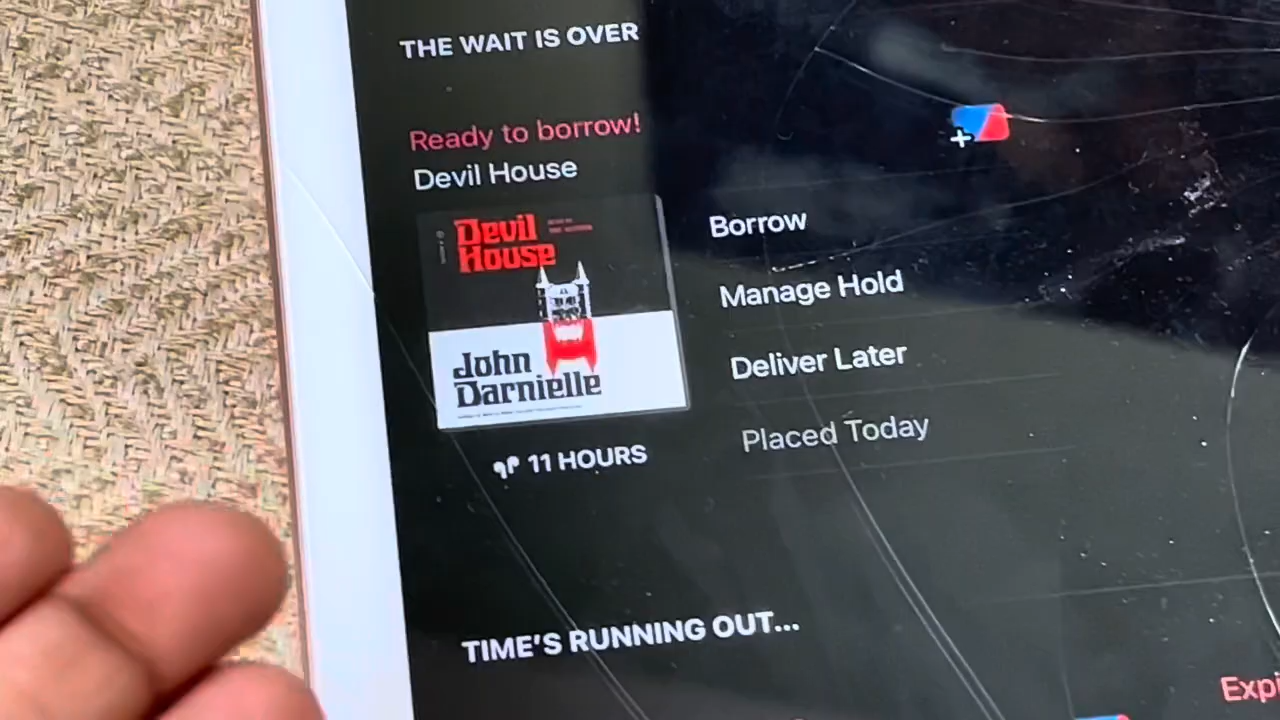 THE WAIT IS OVER
Ready to borrow!
Devil House
Devil
House
John
Darnielle
11 HOURS
Borrow
Manage Hold
Deliver Later
Placed Today
TIME'S RUNNING OUT...